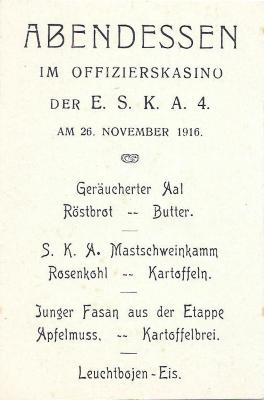 ABENDESSEN
IM OFFIZIERSKASINO
DER E. S. K. A. 4.
AM 26. NOVEMBER 1916.
Geräucherter Aal
Röstbrot -- Butter.
S. K. A. Mastschweinkamm
Rosenkohl -- Kartoffeln.
Junger Fasan aus der Etappe
Apfelmuss. -- Kartoffelbrei.
Leuchtbojen-Eis.